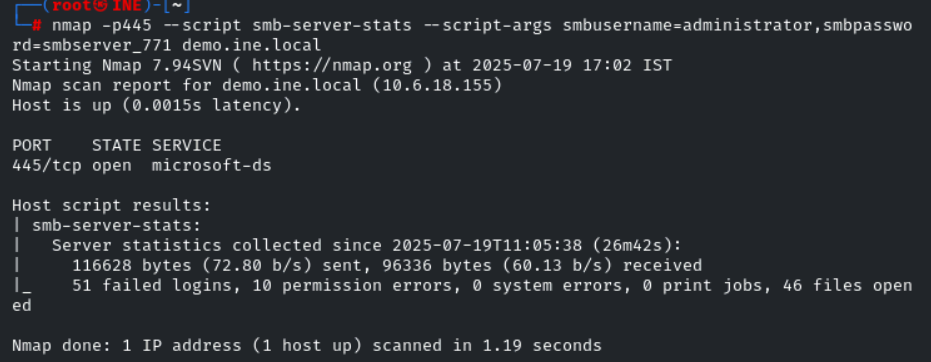 ┌──(root㉿INE)-[~]
└─# nmap -p445 --script smb-server-stats --script-args smbusername=administrator,smbpasswo
rd=smbserver_771 demo.ine.local
Starting Nmap 7.94SVN ( https://nmap.org ) at 2025-07-19 17:02 IST
Nmap scan report for demo.ine.local (10.6.18.155)
Host is up (0.0015s latency).
PORT    STATE SERVICE
445/tcp open  microsoft-ds
Host script results:
| smb-server-stats:
|   Server statistics collected since 2025-07-19T11:05:38 (26m42s):
|     116628 bytes (72.80 b/s) sent, 96336 bytes (60.13 b/s) received
|_    51 failed logins, 10 permission errors, 0 system errors, 0 print jobs, 46 files open
ed
Nmap done: 1 IP address (1 host up) scanned in 1.19 seconds